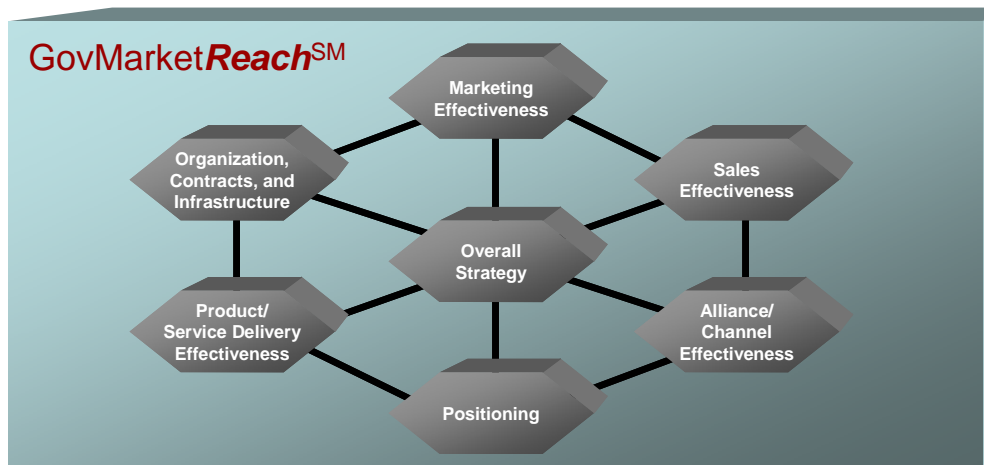 GovMarketReach℠
Marketing
Effectiveness
Organization,
Contracts, and
Infrastructure
Sales
Effectiveness
Overall
Strategy
Product/
Service Delivery
Effectiveness
Alliance/
Channel
Effectiveness
Positioning